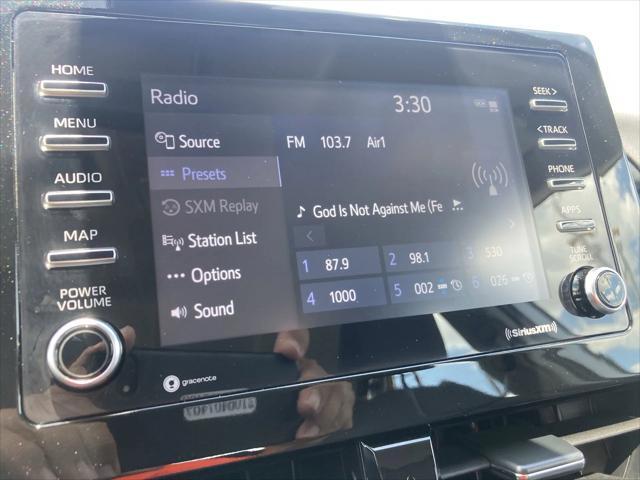 HOME
MENU
AUDIO
MAP
POWER
VOLUME
Radio
3:30
Source
Presets
SXM Replay
Station List
Options
Sound
FM 103.7 Air1
God Is Not Against Me (Fe
1 87.9
2 98.1
3 530
4 1000
5 002
6 026
SEEK >
< TRACK
PHONE
APPS
TUNE
SCROLL
gracenote
((SiriusXM))